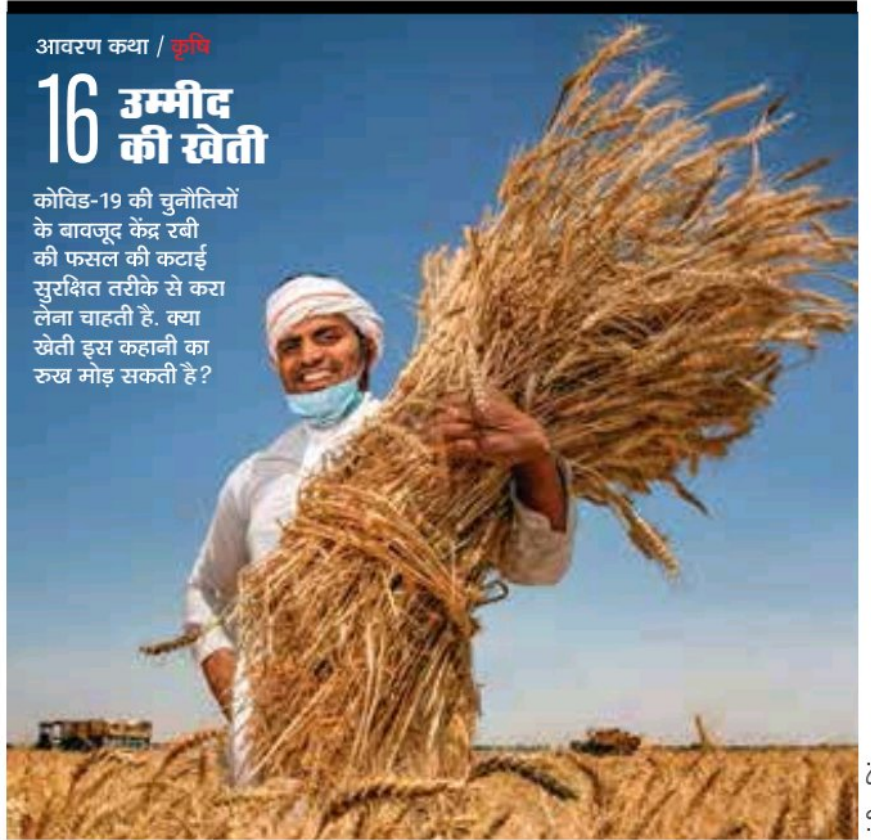 आवरण कथा / कृषि
16 उम्मीद
की खेती
कोविड-19 की चुनौतियों
के बावजूद केंद्र रबी
की फसल की कटाई
सुरक्षित तरीके से करा
लेना चाहती है. क्या
खेती इस कहानी का
रुख मोड़ सकती है?